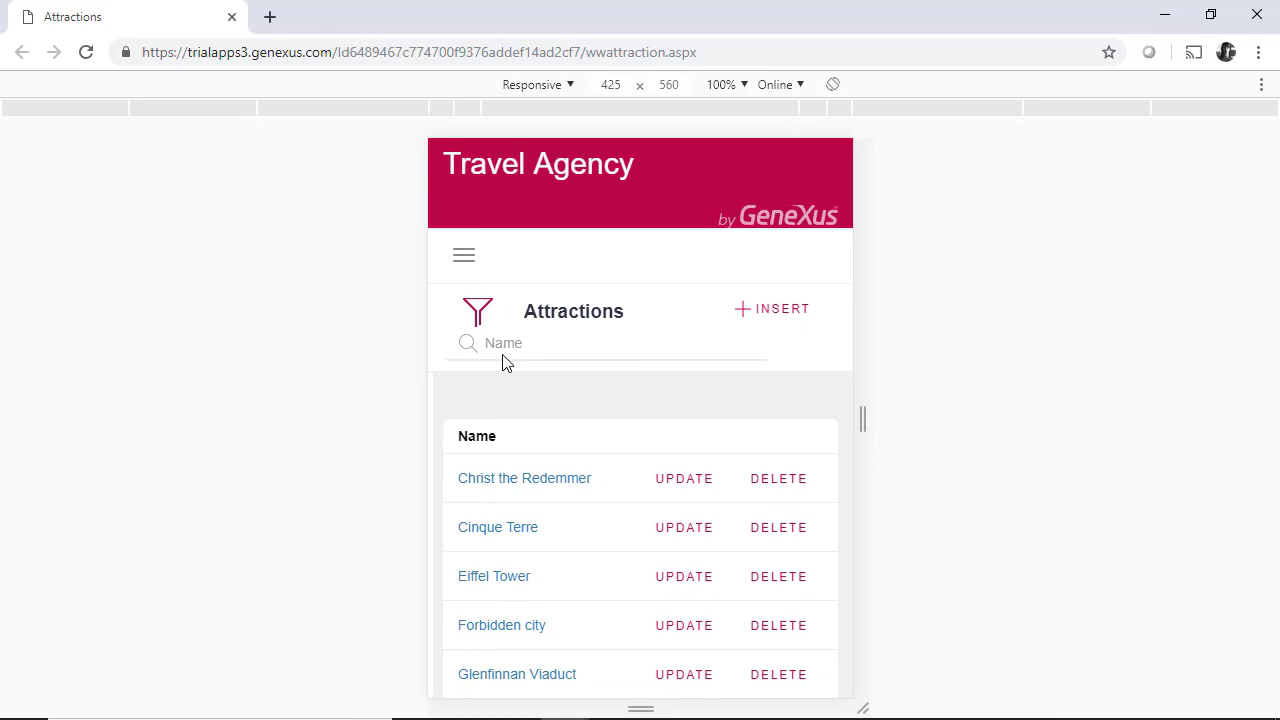 Attractions
https://trialapps3.genexus.com/Id6489467c774700f9376addef14ad2cf7/wwattraction.aspx
Responsive 425 × 560 100% Online
Travel Agency
by GeneXus
Attractions INSERT
Name
Name
Christ the Redemmer UPDATE DELETE
Cinque Terre UPDATE DELETE
Eiffel Tower UPDATE DELETE
Forbidden city UPDATE DELETE
Glenfinnan Viaduct UPDATE DELETE